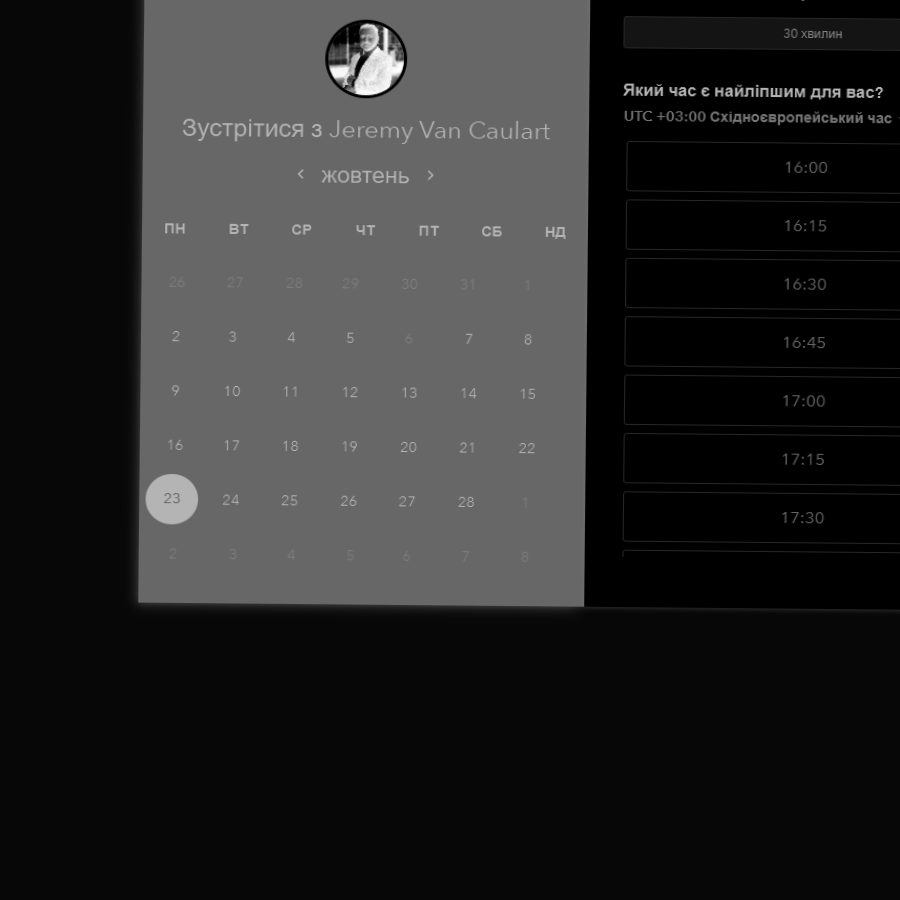 Зустрітися з Jeremy Van Caulart
жовтень
ПН ВТ СР ЧТ ПТ СБ НД
26 27 28 29 30 31 1
2 3 4 5 6 7 8
9 10 11 12 13 14 15
16 17 18 19 20 21 22
23 24 25 26 27 28 1
2 3 4 5 6 7 8
30 хвилин
Який час є найліпшим для вас?
UTC +03:00 Східноєвропейський час
16:00
16:15
16:30
16:45
17:00
17:15
17:30